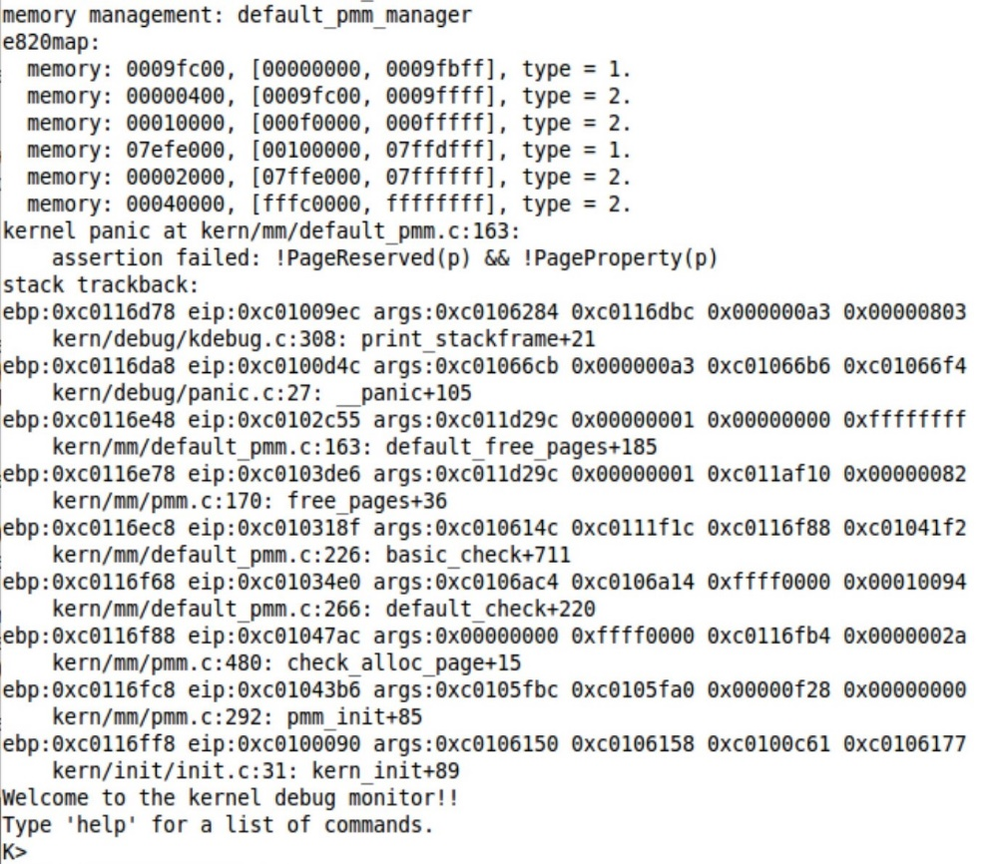 memory management: default_pmm_manager
e820map:
  memory: 0009fc00, [00000000, 0009fbff], type = 1.
  memory: 00000400, [0009fc00, 0009ffff], type = 2.
  memory: 00010000, [000f0000, 000fffff], type = 2.
  memory: 07efe000, [00100000, 07ffdfff], type = 1.
  memory: 00002000, [07ffe000, 07ffffff], type = 2.
  memory: 00040000, [fffc0000, ffffffff], type = 2.
kernel panic at kern/mm/default_pmm.c:163:
    assertion failed: !PageReserved(p) && !PageProperty(p)
stack trackback:
ebp:0xc0116d78 eip:0xc01009ec args:0xc0106284 0xc0116dbc 0x000000a3 0x00000803
    kern/debug/kdebug.c:308: print_stackframe+21
ebp:0xc0116da8 eip:0xc0100d4c args:0xc01066cb 0x000000a3 0xc01066b6 0xc01066f4
    kern/debug/panic.c:27: __panic+105
ebp:0xc0116e48 eip:0xc0102c55 args:0xc011d29c 0x00000001 0x00000000 0xffffffff
    kern/mm/default_pmm.c:163: default_free_pages+185
ebp:0xc0116e78 eip:0xc0103de6 args:0xc011d29c 0x00000001 0xc011af10 0x00000082
    kern/mm/pmm.c:170: free_pages+36
ebp:0xc0116ec8 eip:0xc010318f args:0xc010614c 0xc0111f1c 0xc0116f88 0xc01041f2
    kern/mm/default_pmm.c:226: basic_check+711
ebp:0xc0116f68 eip:0xc01034e0 args:0xc0106ac4 0xc0106a14 0xffff0000 0x00010094
    kern/mm/default_pmm.c:266: default_check+220
ebp:0xc0116f88 eip:0xc01047ac args:0x00000000 0xffff0000 0xc0116fb4 0x0000002a
    kern/mm/pmm.c:480: check_alloc_page+15
ebp:0xc0116fc8 eip:0xc01043b6 args:0xc0105fbc 0xc0105fa0 0x00000f28 0x00000000
    kern/mm/pmm.c:292: pmm_init+85
ebp:0xc0116ff8 eip:0xc0100090 args:0xc0106150 0xc0106158 0xc0100c61 0xc0106177
    kern/init/init.c:31: kern_init+89
Welcome to the kernel debug monitor!!
Type 'help' for a list of commands.
K>